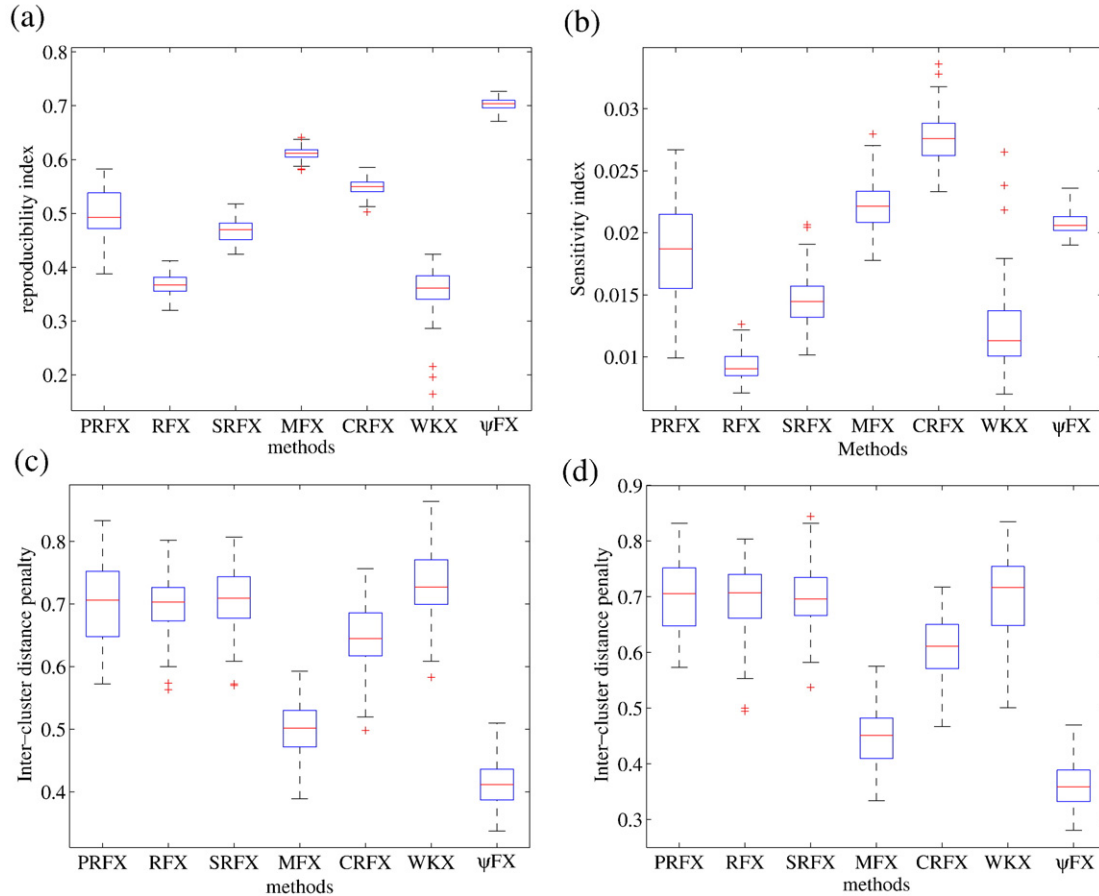 (a)
0.8
0.7
0.6
0.5
0.4
0.3
0.2
reproducibility index
PRFX RFX SRFX MFX CRFX WKX ψFX
methods
(b)
0.03
0.025
0.02
0.015
0.01
Sensitivity index
PRFX RFX SRFX MFX CRFX WKX ψFX
Methods
(c)
0.8
0.7
0.6
0.5
0.4
Inter-cluster distance penalty
PRFX RFX SRFX MFX CRFX WKX ψFX
methods
(d)
0.9
0.8
0.7
0.6
0.5
0.4
0.3
Inter-cluster distance penalty
PRFX RFX SRFX MFX CRFX WKX ψFX
methods